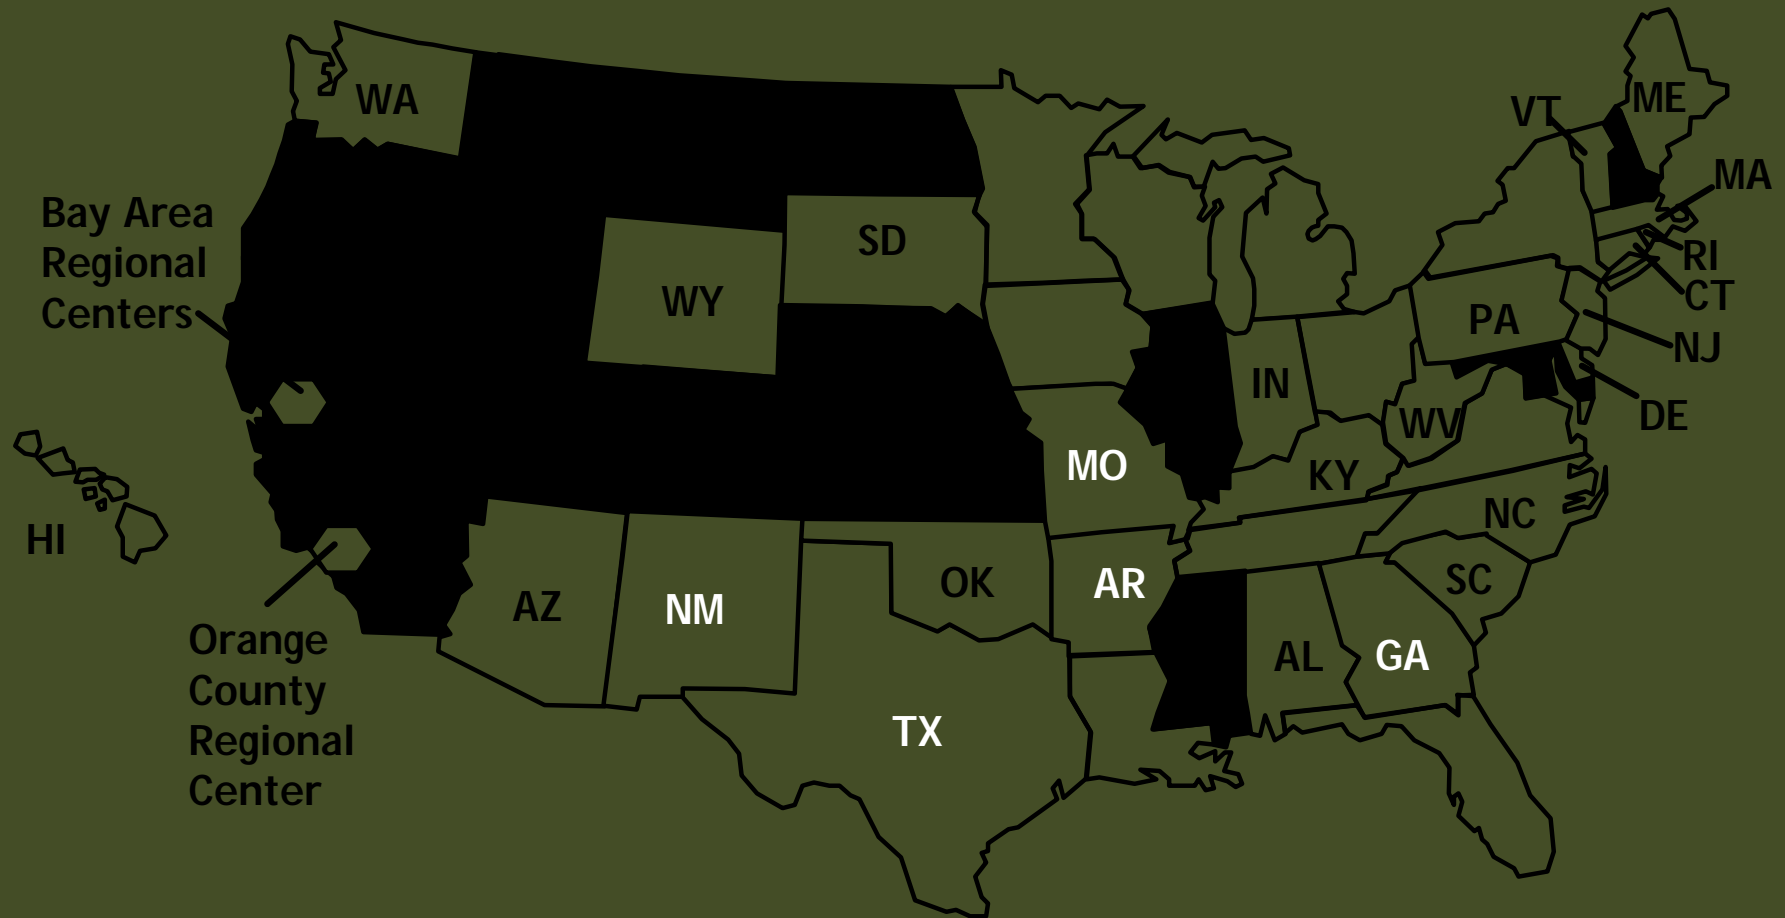 WA
VT
ME
MA
Bay Area
Regional
Centers
SD
RI
WY
CT
PA
NJ
IN
DE
WV
MO
KY
HI
NC
AZ
NM
OK
AR
SC
Orange
County
Regional
Center
AL
GA
TX